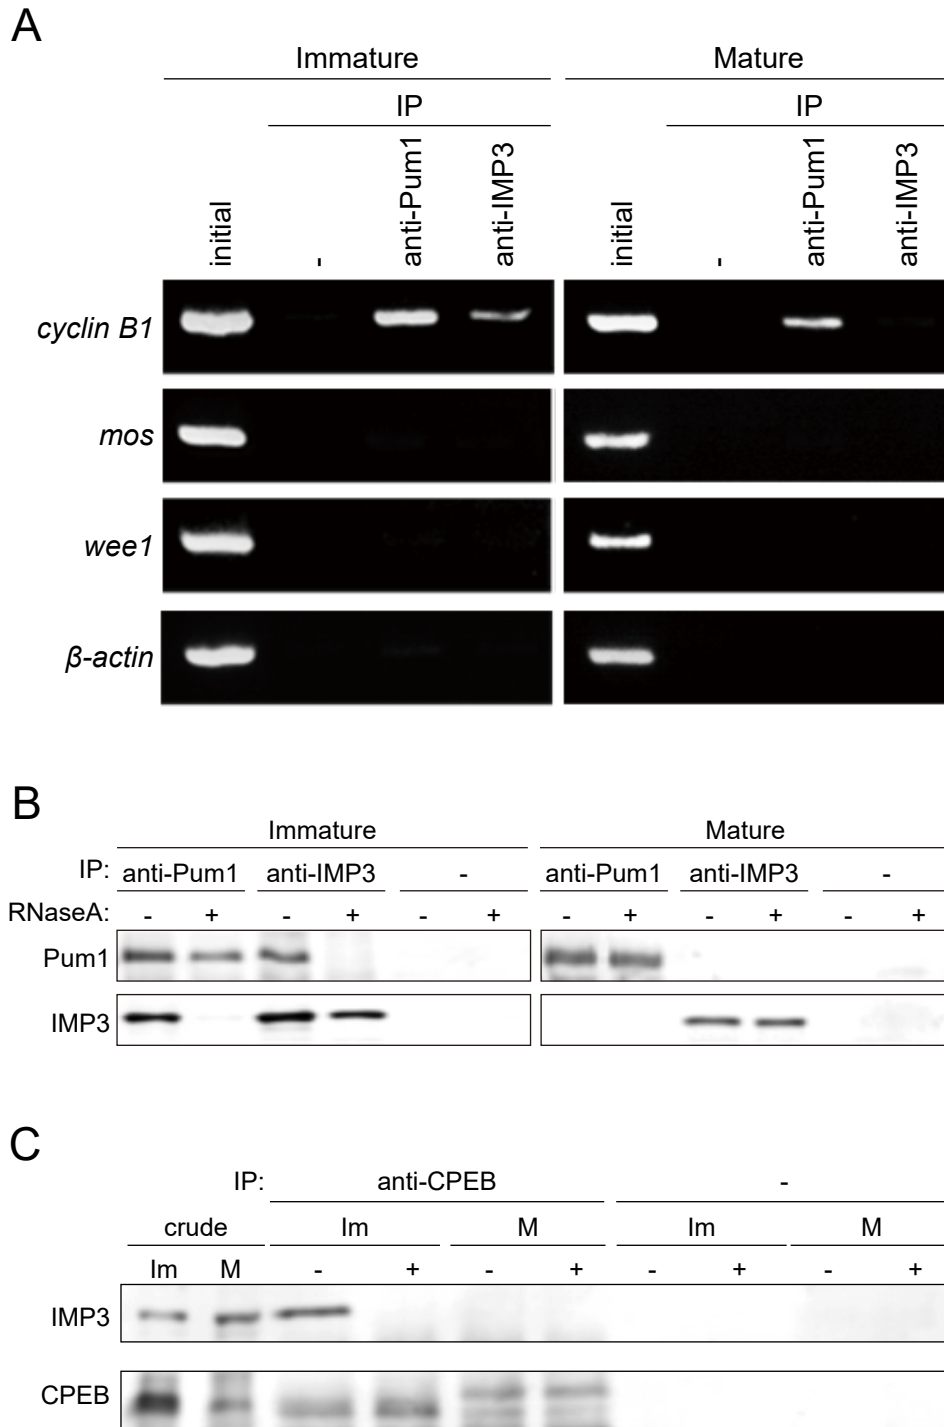 A
Immature Mature
IP IP
initial - anti-Pum1 anti-IMP3 initial - anti-Pum1 anti-IMP3
cyclin B1
mos
wee1
β-actin
B
Immature Mature
IP: anti-Pum1 anti-IMP3 - anti-Pum1 anti-IMP3 -
RNaseA: - + - + - + - + - + - +
Pum1
IMP3
C
IP: anti-CPEB -
crude Im M Im M
Im M - + - + - + - +
IMP3
CPEB